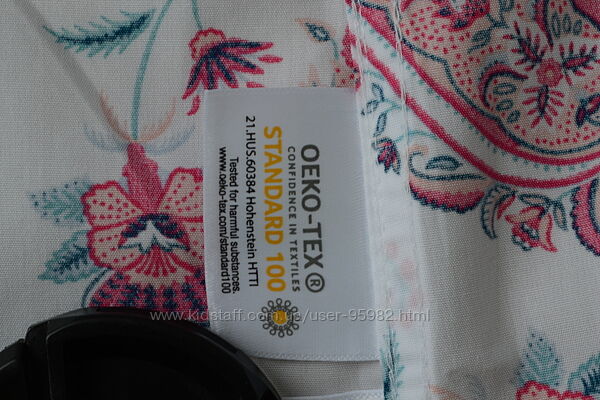 OEKO-TEX®
CONFIDENCE IN TEXTILES
STANDARD 100
21.HUS.60384 Hohenstein HTTI
Tested for harmful substances
www.oeko-tex.com/standard100
www.kidstaff.com.ua/user-95982.html